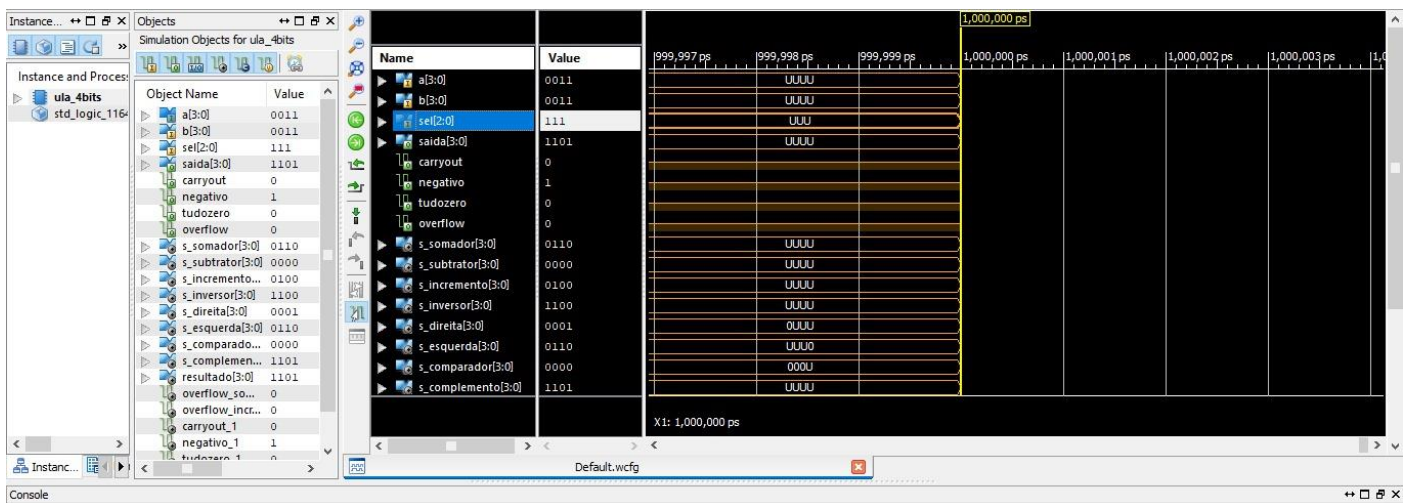 Instance...
Instance and Process
ula_4bits
std_logic_1164
Instanc...
Objects
Simulation Objects for ula_4bits
Object Name Value
a[3:0] 0011
b[3:0] 0011
sel[2:0] 111
saida[3:0] 1101
carryout 0
negativo 1
tudozero 0
overflow 0
s_somador[3:0] 0110
s_subtrator[3:0] 0000
s_incremento... 0100
s_inversor[3:0] 1100
s_direita[3:0] 0001
s_esquerda[3:0] 0110
s_comparado... 0000
s_complemen... 1101
resultado[3:0] 1101
overflow_so... 0
overflow_incr... 0
carryout_1 0
negativo_1 1
tudozero_1 0
1,000,000 ps
Name Value 999,997 ps 999,998 ps 999,999 ps 1,000,000 ps 1,000,001 ps 1,000,002 ps 1,000,003 ps 1,0
a[3:0] 0011 UUUU
b[3:0] 0011 UUUU
sel[2:0] 111 UUU
saida[3:0] 1101 UUUU
carryout 0
negativo 1
tudozero 0
overflow 0
s_somador[3:0] 0110 UUUU
s_subtrator[3:0] 0000 UUUU
s_incremento[3:0] 0100 UUUU
s_inversor[3:0] 1100 UUUU
s_direita[3:0] 0001 0UUU
s_esquerda[3:0] 0110 UUU0
s_comparador[3:0] 0000 000U
s_complemento[3:0] 1101 UUUU
X1: 1,000,000 ps
Default.wcfg
Console